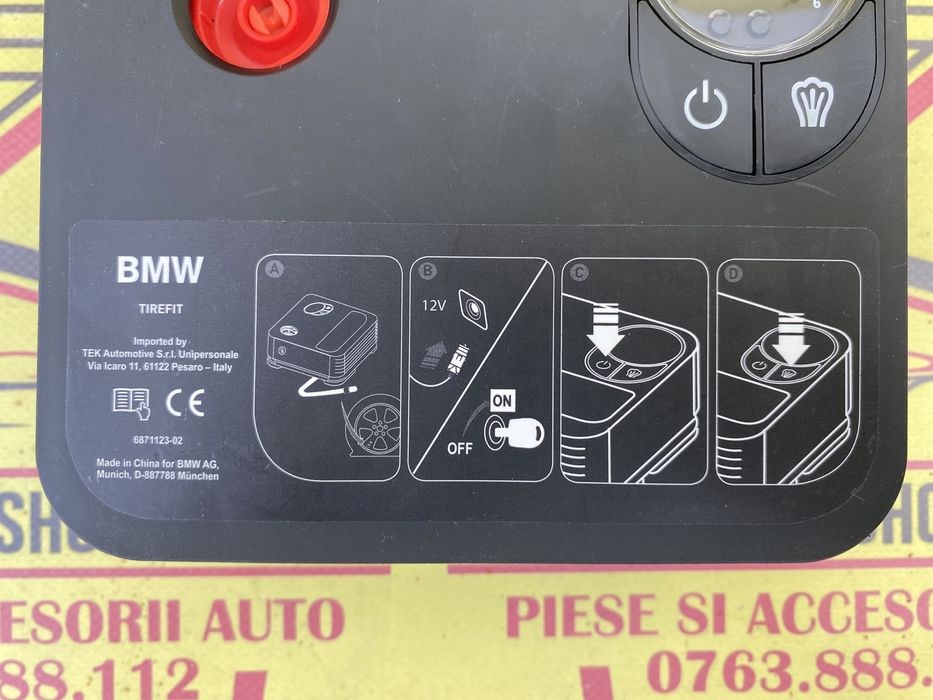 BMW
TIREFIT
Imported by
TEK Automotive S.r.l. Unipersonale
Via Icaro 11, 61122 Pesaro – Italy
CE
6871123-02
Made in China for BMW AG,
Munich, D-887788 München
A
B
12V
ON
OFF
C
D
SHO
ESORII AUTO
88.112
PIESE SI ACCESO
0763.888.